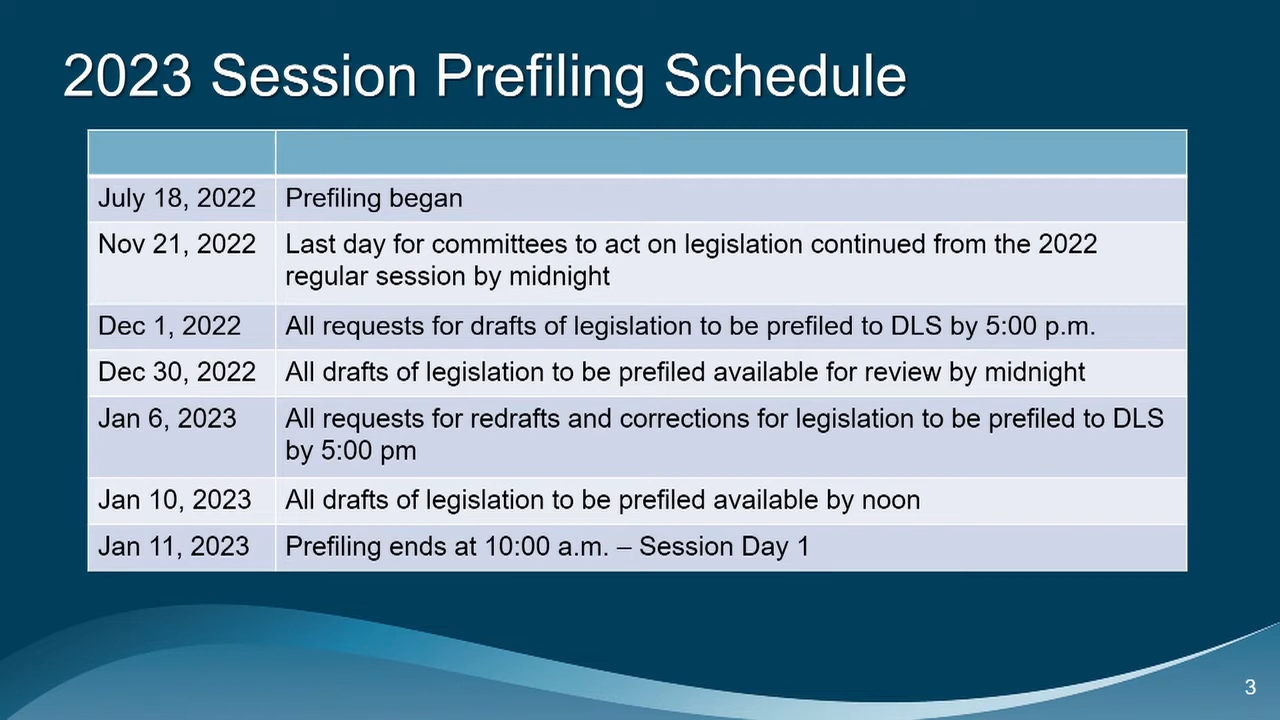 2023 Session Prefiling Schedule
July 18, 2022 Prefiling began
Nov 21, 2022 Last day for committees to act on legislation continued from the 2022
regular session by midnight
Dec 1, 2022 All requests for drafts of legislation to be prefiled to DLS by 5:00 p.m.
Dec 30, 2022 All drafts of legislation to be prefiled available for review by midnight
Jan 6, 2023 All requests for redrafts and corrections for legislation to be prefiled to DLS
by 5:00 pm
Jan 10, 2023 All drafts of legislation to be prefiled available by noon
Jan 11, 2023 Prefiling ends at 10:00 a.m. – Session Day 1
3